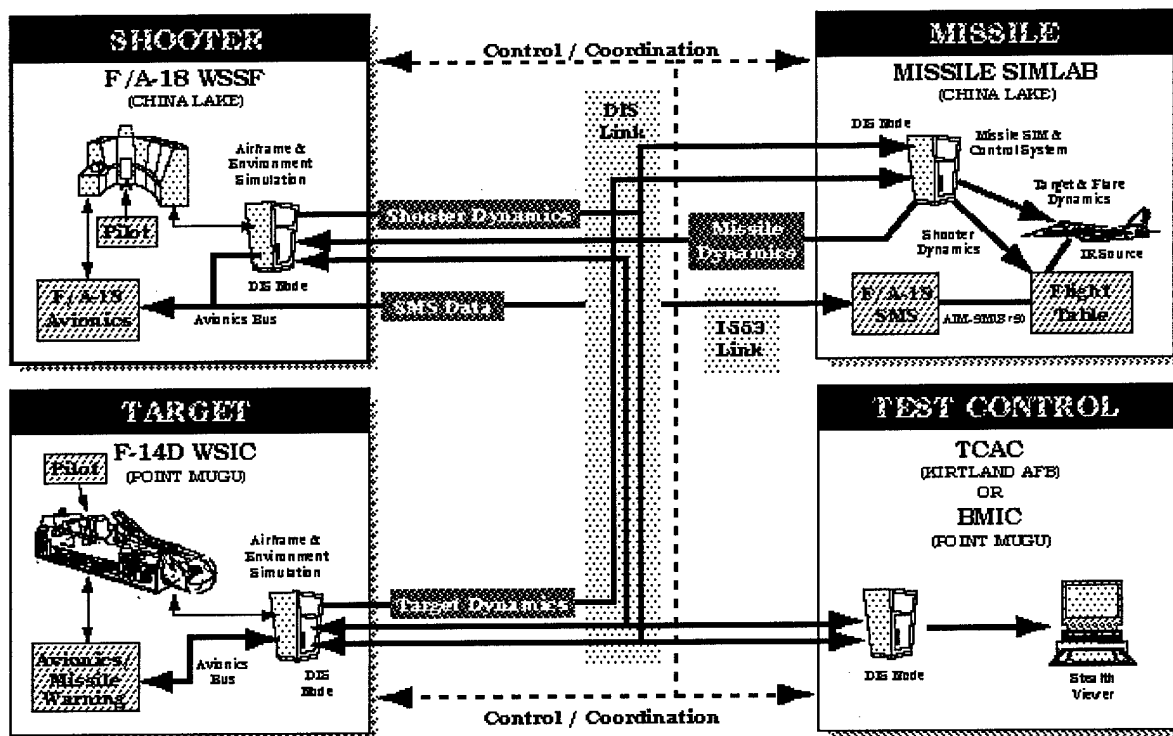 SHOOTER
F/A-18 WSSF
(CHINA LAKE)
Airframe &
Environment
Simulation
Pilot
DIS Node
F/A-18
Avionics
Avionics Bus
Control / Coordination
DIS
Link
Shooter Dynamics
Missile
Dynamics
SMS Data
1553
Link
MISSILE
MISSILE SIMLAB
(CHINA LAKE)
DIS Node
Missile SIM &
Control System
Target & Flare
Dynamics
Shooter
Dynamics
IR Source
F/A-18
SMS
Flight
Table
TARGET
F-14D WSIC
(POINT MUGU)
Pilot
Airframe &
Environment
Simulation
Avionics/
Missile
Warning
Avionics
Bus
DIS
Node
Target Dynamics
Control / Coordination
TEST CONTROL
TCAC
(KIRTLAND AFB)
OR
BMIC
(POINT MUGU)
DIS Node
Stealth
Viewer